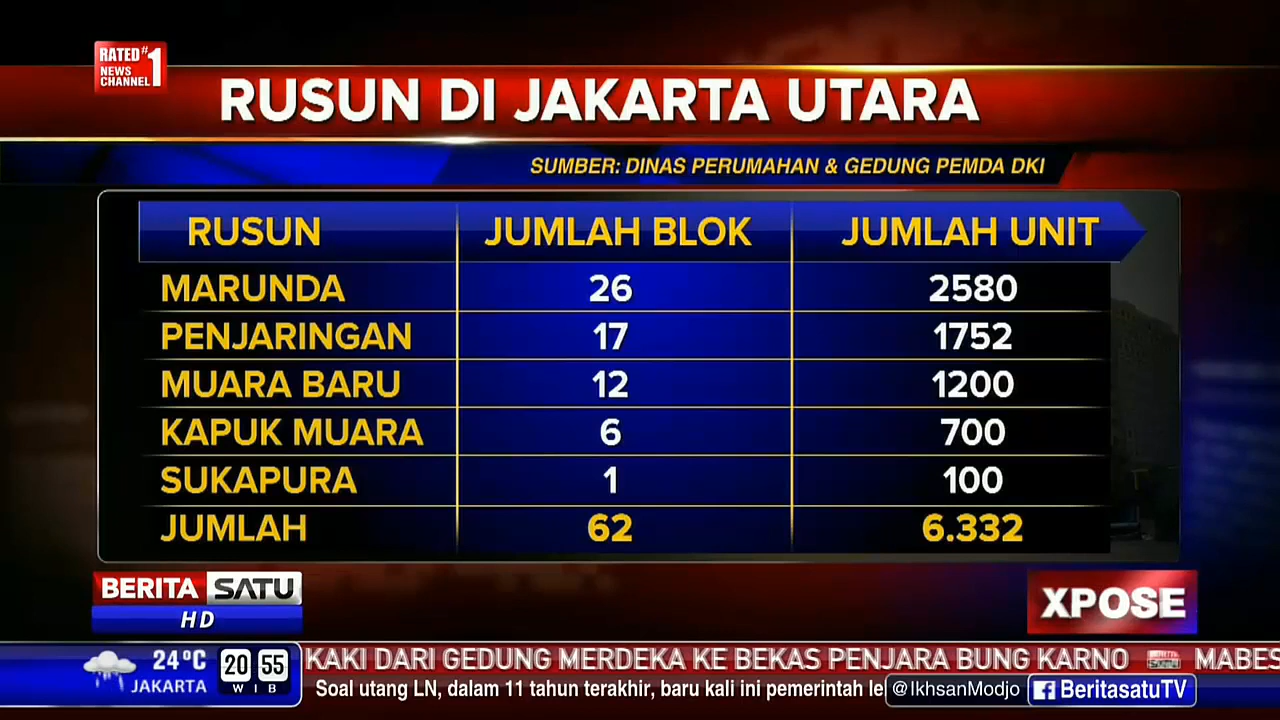 RATED #1
NEWS
CHANNEL
RUSUN DI JAKARTA UTARA
SUMBER: DINAS PERUMAHAN & GEDUNG PEMDA DKI
RUSUN JUMLAH BLOK JUMLAH UNIT
MARUNDA 26 2580
PENJARINGAN 17 1752
MUARA BARU 12 1200
KAPUK MUARA 6 700
SUKAPURA 1 100
JUMLAH 62 6.332
BERITA SATU
HD
XPOSE
24°C
JAKARTA
20 55
WIB
KAKI DARI GEDUNG MERDEKA KE BEKAS PENJARA BUNG KARNO MABES
Soal utang LN, dalam 11 tahun terakhir, baru kali ini pemerintah le
@IkhsanModjo
BeritasatuTV